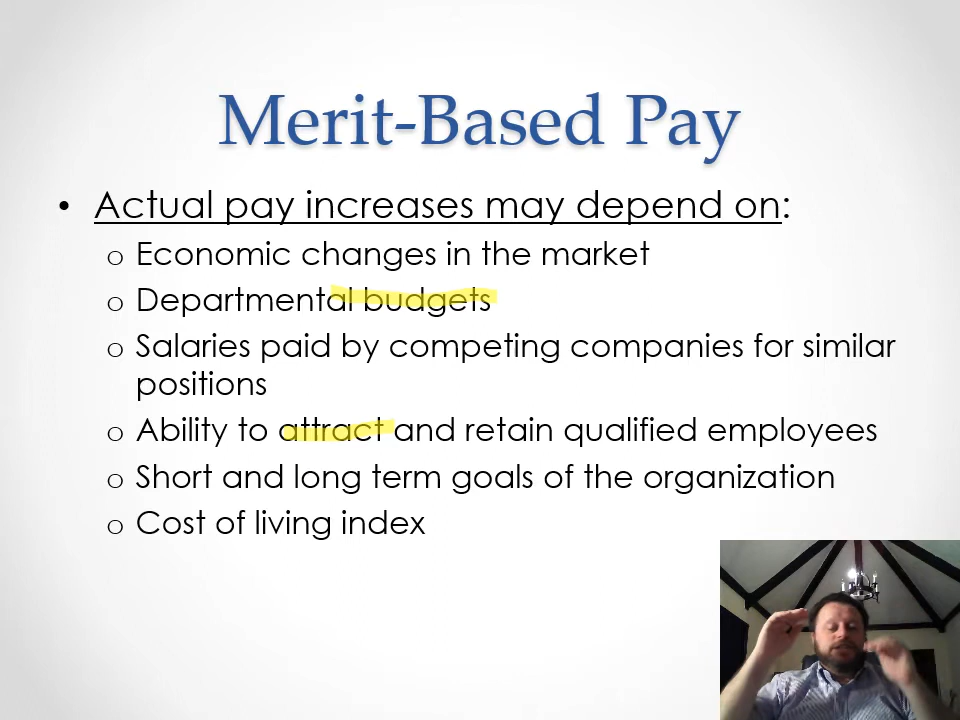 Merit-Based Pay
• Actual pay increases may depend on:
o Economic changes in the market
o Departmental budgets
o Salaries paid by competing companies for similar
positions
o Ability to attract and retain qualified employees
o Short and long term goals of the organization
o Cost of living index